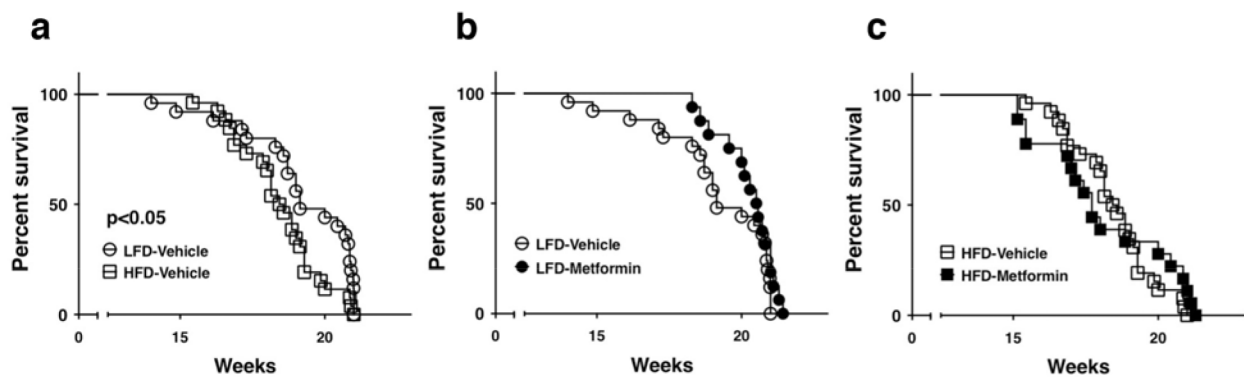 a
Percent survival
100
50
0
p<0.05
LFD-Vehicle
HFD-Vehicle
0
15
20
Weeks
b
Percent survival
100
50
0
LFD-Vehicle
LFD-Metformin
0
15
20
Weeks
c
Percent survival
100
50
0
HFD-Vehicle
HFD-Metformin
0
15
20
Weeks